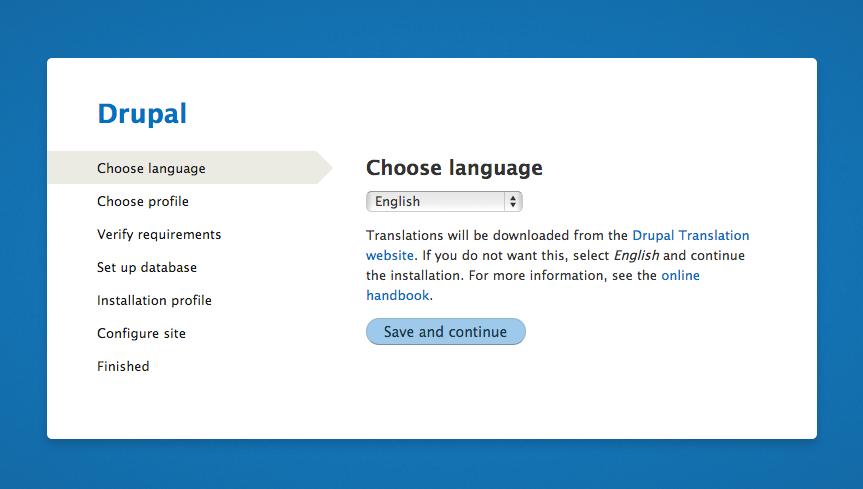 Drupal
Choose language
Choose profile
Verify requirements
Set up database
Installation profile
Configure site
Finished
Choose language
English
Translations will be downloaded from the Drupal Translation
website. If you do not want this, select English and continue
the installation. For more information, see the online
handbook.
Save and continue